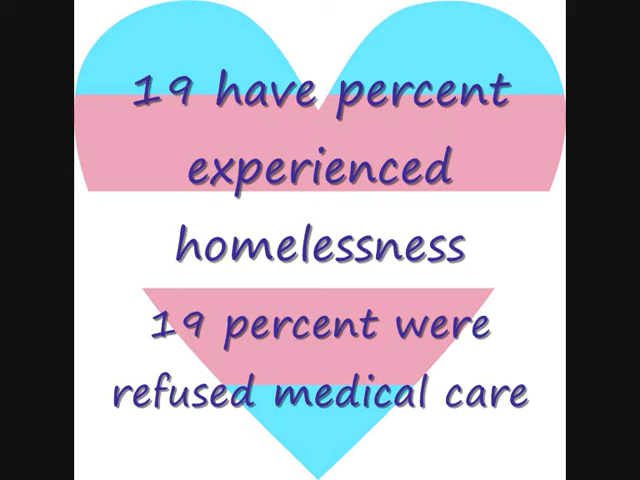 19 have percent
experienced
homelessness
19 percent were
refused medical care